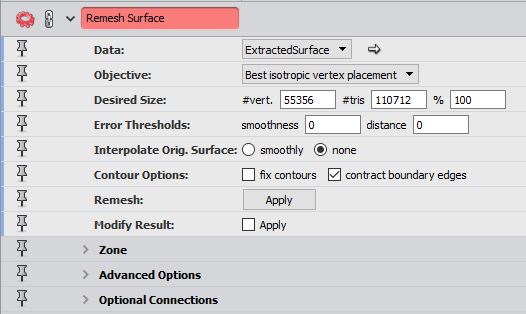 Remesh Surface
Data: ExtractedSurface
Objective: Best isotropic vertex placement
Desired Size: #vert. 55356 #tris 110712 % 100
Error Thresholds: smoothness 0 distance 0
Interpolate Orig. Surface: smoothly none
Contour Options: fix contours contract boundary edges
Remesh: Apply
Modify Result: Apply
Zone
Advanced Options
Optional Connections